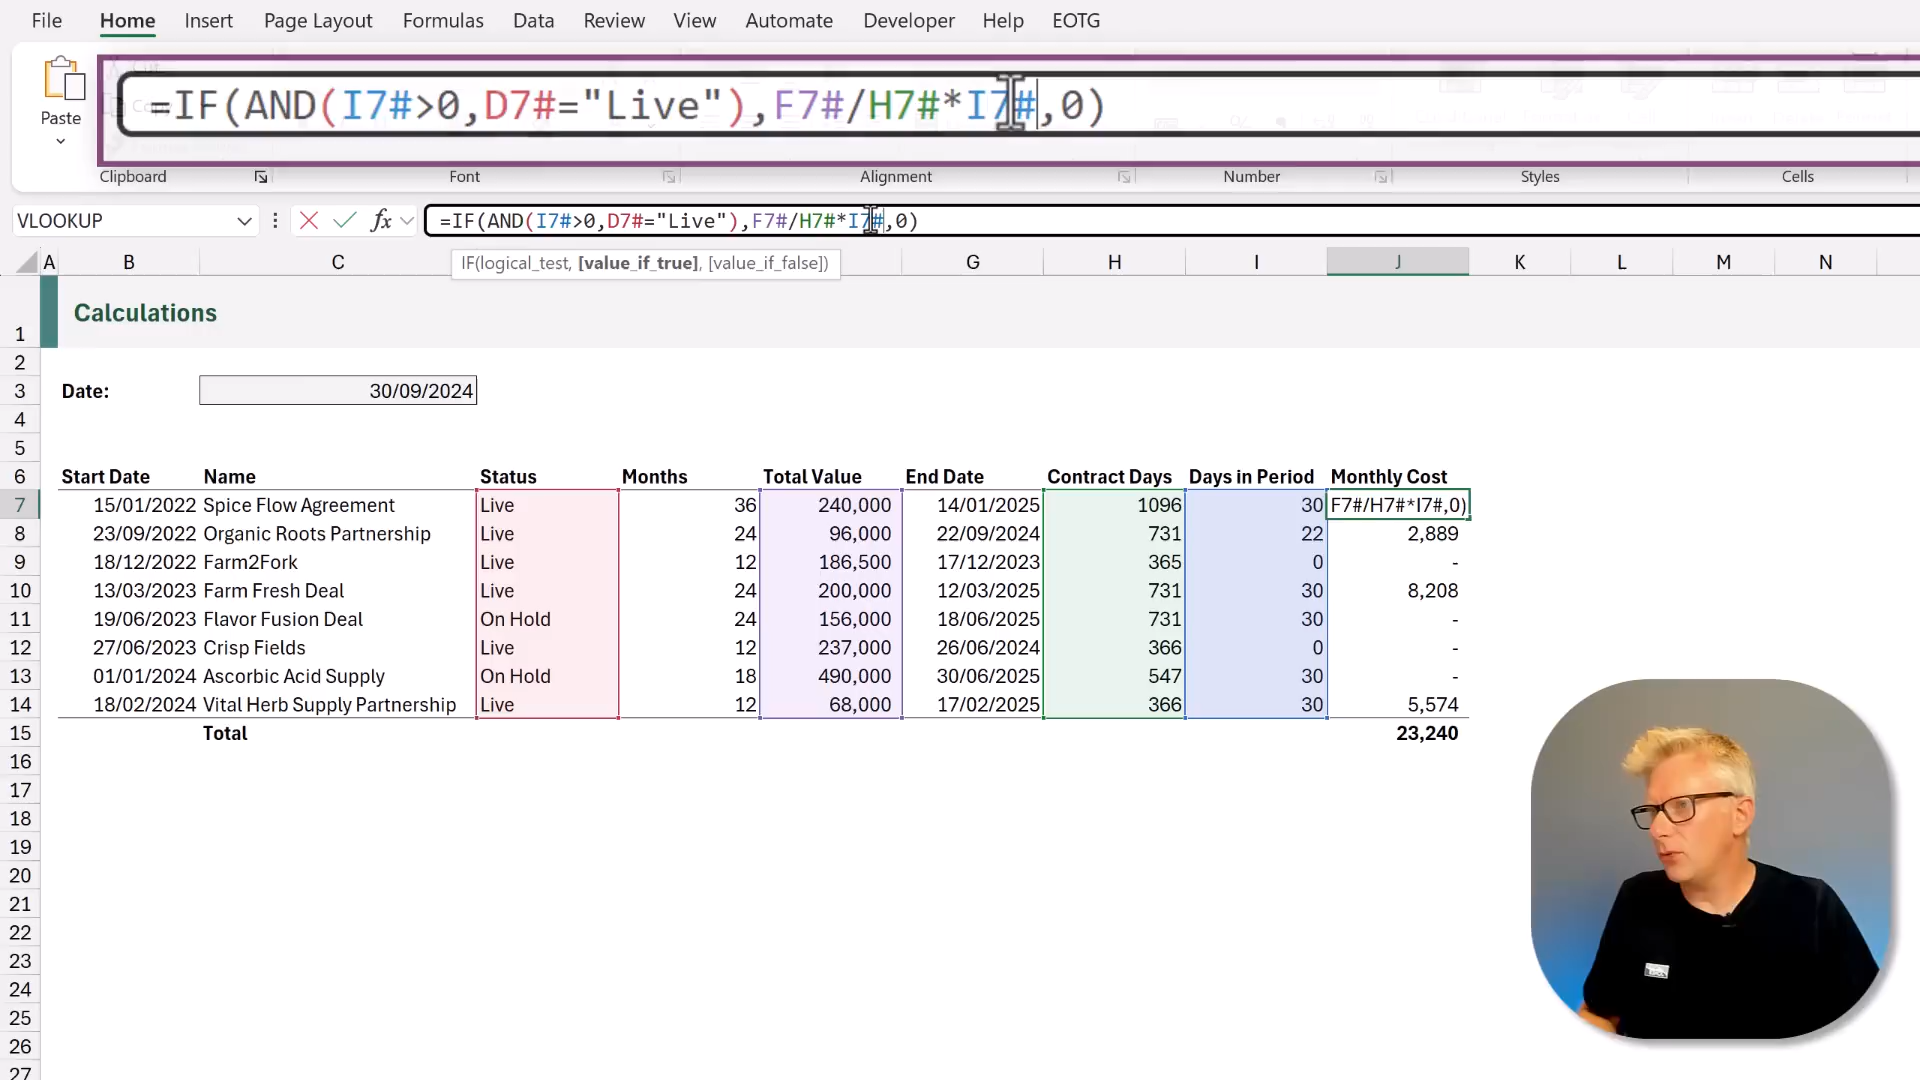 File Home Insert Page Layout Formulas Data Review View Automate Developer Help EOTG
=IF(AND(I7#>0,D7#="Live"),F7#/H7#*I7#,0)
Paste
Clipboard Font Alignment Number Styles Cells
VLOOKUP fx =IF(AND(I7#>0,D7#="Live"),F7#/H7#*I7#,0)
IF(logical_test, [value_if_true], [value_if_false])
A B C G H I J K L M N
1 Calculations
2
3 Date: 30/09/2024
4
5
6 Start Date Name Status Months Total Value End Date Contract Days Days in Period Monthly Cost
7 15/01/2022 Spice Flow Agreement Live 36 240,000 14/01/2025 1096 30 F7#/H7#*I7#,0)
8 23/09/2022 Organic Roots Partnership Live 24 96,000 22/09/2024 731 22 2,889
9 18/12/2022 Farm2Fork Live 12 186,500 17/12/2023 365 0 -
10 13/03/2023 Farm Fresh Deal Live 24 200,000 12/03/2025 731 30 8,208
11 19/06/2023 Flavor Fusion Deal On Hold 24 156,000 18/06/2025 731 30 -
12 27/06/2023 Crisp Fields Live 12 237,000 26/06/2024 366 0 -
13 01/01/2024 Ascorbic Acid Supply On Hold 18 490,000 30/06/2025 547 30 -
14 18/02/2024 Vital Herb Supply Partnership Live 12 68,000 17/02/2025 366 30 5,574
15 Total 23,240
16
17
18
19
20
21
22
23
24
25
26
27